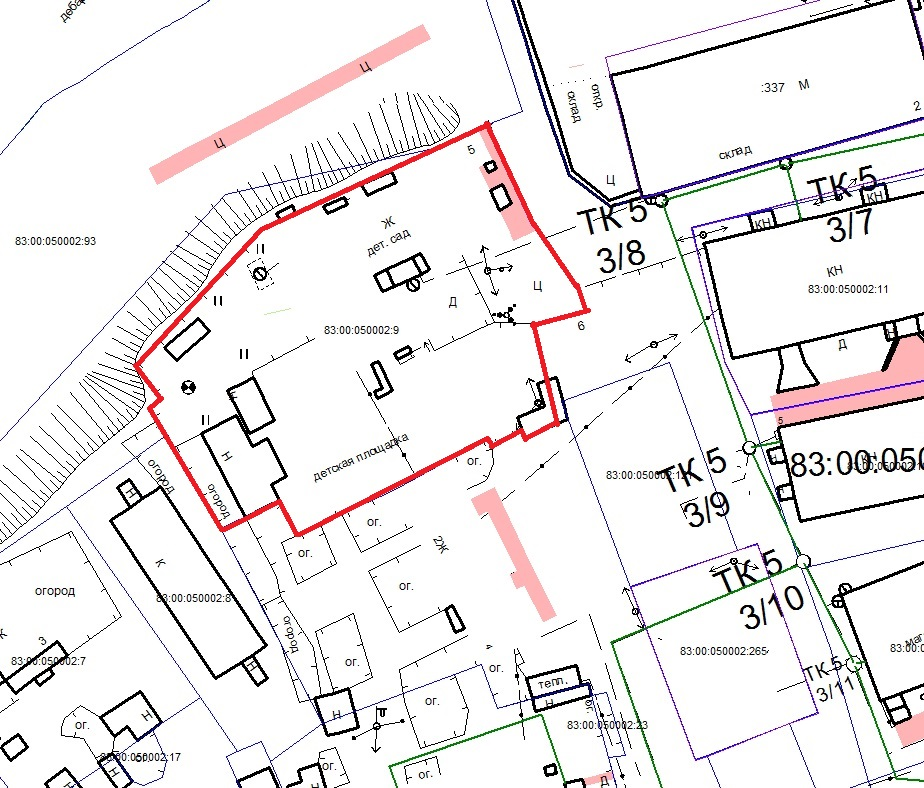 Ц
Ц
5
Ж
дет. сад
83:00:050002:93
83:00:050002:9
Д
Ц
6
откр.
склад
Ц
:337
М
2
склад
ТК 5
3/8
ТК 5
3/7
КН
КН
КН
83:00:050002:11
Д
Н
5
Н
детская площадка
огород
огород
ог.
ТК 5
3/9
83:00:050
Н
Н
К
83:00:050002:8
ог.
ог.
2Ж
ог.
ТК 5
3/10
огород
К
3
83:00:050002:7
огород
ог.
Н
4
ог.
тепл.
Н
83:00:050002:265
ТК 5
3/11
маг
83:00:0
ог.
Н
83:00:050002:17
Н
Н
Н
Н
ог.
ог.
ог.
83:00:050002:23
Д